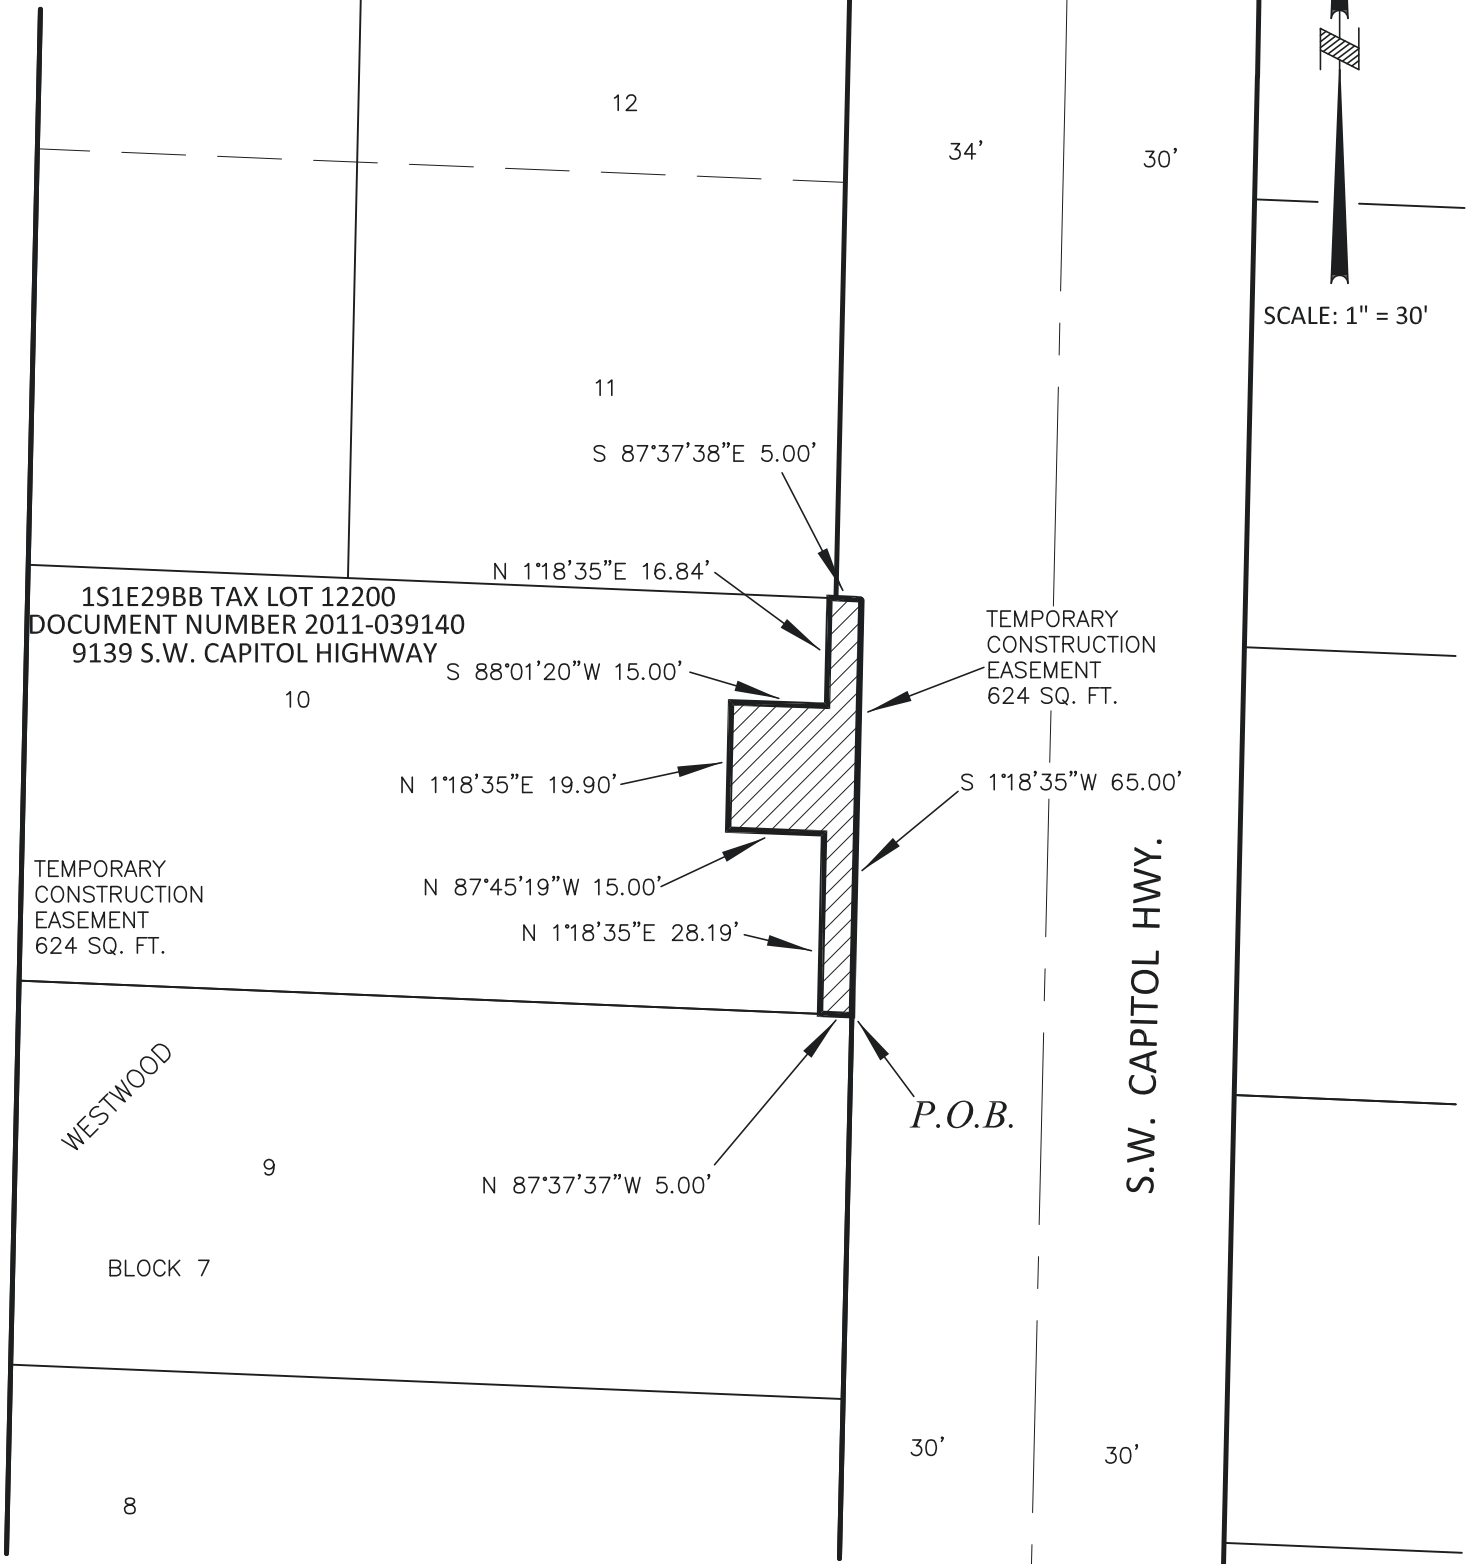 12
34'
30'
SCALE: 1" = 30'
11
S 87°37'38"E 5.00'
N 1°18'35"E 16.84'
1S1E29BB TAX LOT 12200
DOCUMENT NUMBER 2011-039140
9139 S.W. CAPITOL HIGHWAY
TEMPORARY
CONSTRUCTION
EASEMENT
624 SQ. FT.
S 88°01'20"W 15.00'
10
N 1°18'35"E 19.90'
S 1°18'35"W 65.00'
TEMPORARY
CONSTRUCTION
EASEMENT
624 SQ. FT.
N 87°45'19"W 15.00'
N 1°18'35"E 28.19'
S.W. CAPITOL HWY.
WESTWOOD
P.O.B.
9
N 87°37'37"W 5.00'
BLOCK 7
30'
30'
8